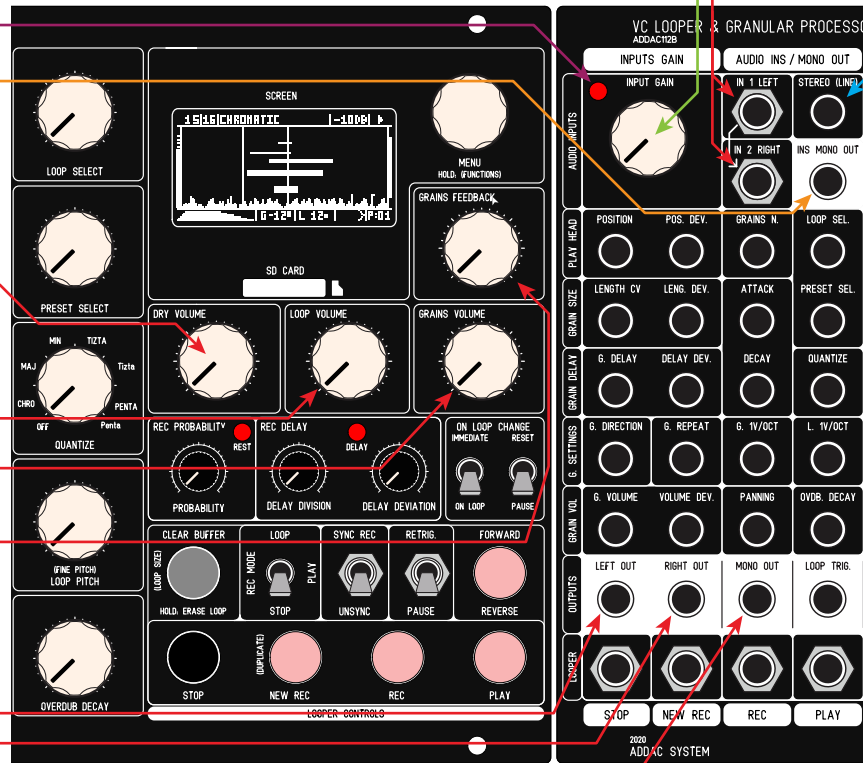 VC LOOPER & GRANULAR PROCESSO
ADDAC112B
INPUTS GAIN
AUDIO INS / MONO OUT
SCREEN
15|16|CHROMATIC |-10DB|
G-12=|L 12= P:01
SD CARD
LOOP SELECT
MENU
HOLD: (FUNCTIONS)
GRAINS FEEDBACK
PRESET SELECT
DRY VOLUME
LOOP VOLUME
GRAINS VOLUME
MIN
TIZTA
MAJ
Tizta
CHRO
PENTA
OFF
Penta
QUANTIZE
REC PROBABILITY
REST
PROBABILITY
REC DELAY
DELAY
DELAY DIVISION
DELAY DEVIATION
ON LOOP CHANGE
IMMEDIATE
RESET
ON LOOP
PAUSE
(FINE PITCH)
LOOP PITCH
CLEAR BUFFER
(LOOP SIZE)
HOLD: ERASE LOOP
LOOP
REC MODE
PLAY
STOP
SYNC REC
UNSYNC
RETRIG.
PAUSE
FORWARD
REVERSE
OVERDUB DECAY
STOP
(DUPLICATE)
NEW REC
REC
PLAY
LOOPER CONTROLS
AUDIO INPUTS
INPUT GAIN
IN 1 LEFT
STEREO (LINE)
IN 2 RIGHT
INS MONO OUT
PLAY HEAD
POSITION
POS. DEV.
GRAINS N.
LOOP SEL.
GRAIN SIZE
LENGTH CV
LENG. DEV.
ATTACK
PRESET SEL.
GRAIN DELAY
G. DELAY
DELAY DEV.
DECAY
QUANTIZE
G. SETTINGS
G. DIRECTION
G. REPEAT
G. 1V/OCT
L. 1V/OCT
GRAIN VOL
G. VOLUME
VOLUME DEV.
PANNING
OVDB. DECAY
OUTPUTS
LEFT OUT
RIGHT OUT
MONO OUT
LOOP TRIG.
LOOPER
STOP
NEW REC
REC
PLAY
2020
ADDAC SYSTEM